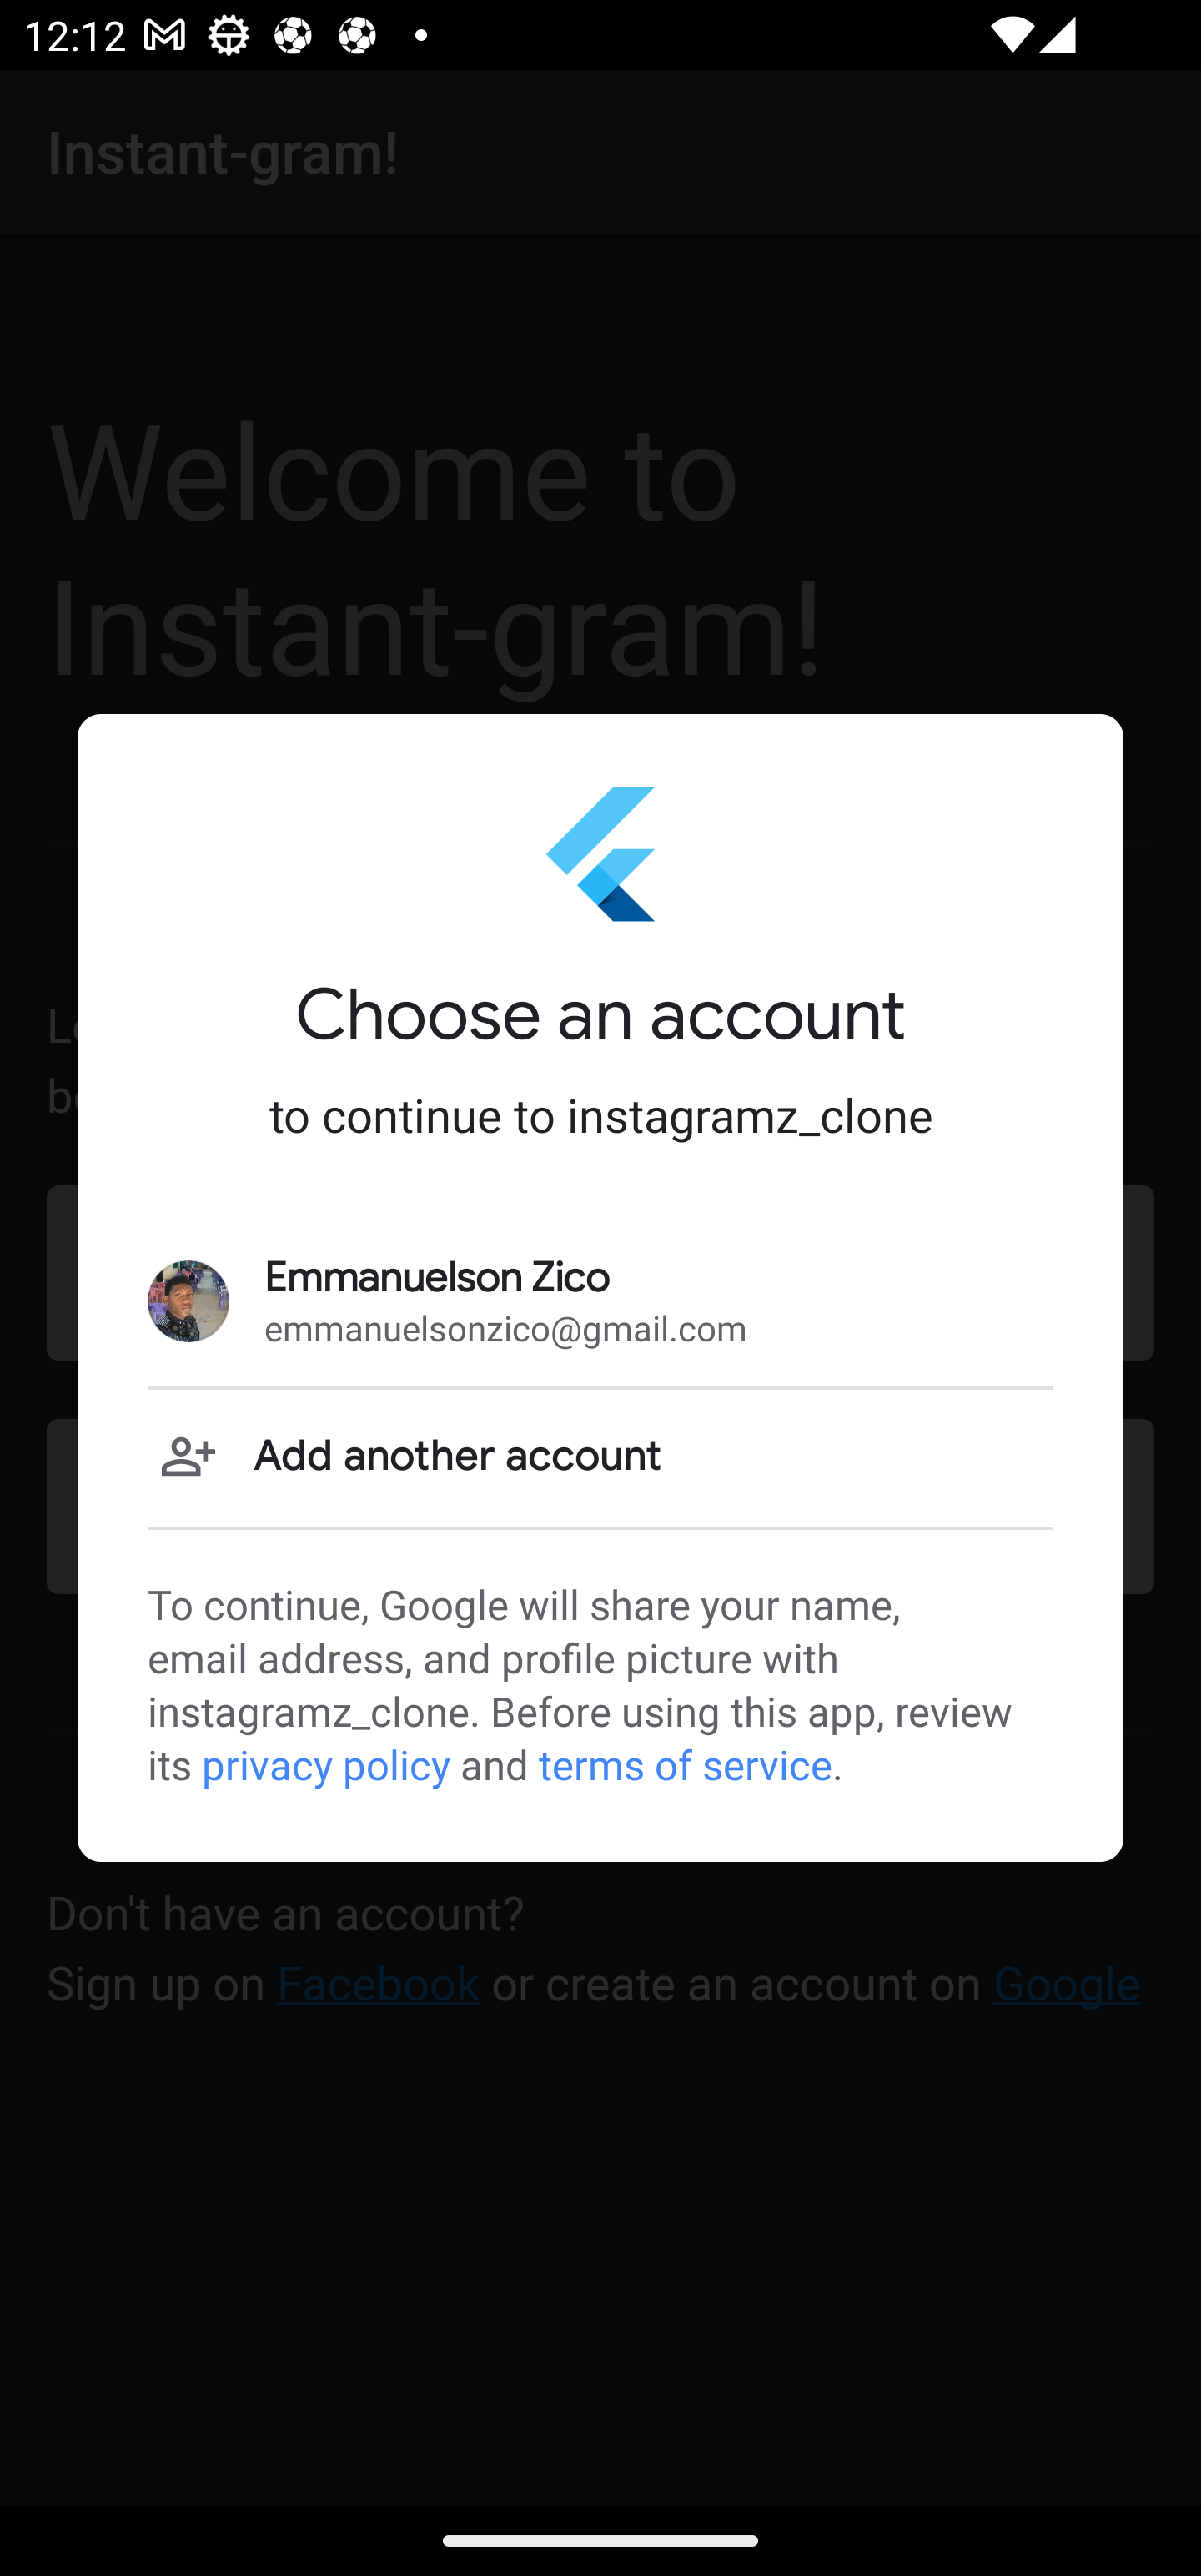 12:12
Instant-gram!
Welcome to
Instant-gram!
Choose an account
to continue to instagramz_clone
Emmanuelson Zico
emmanuelsonzico@gmail.com
Add another account
To continue, Google will share your name,
email address, and profile picture with
instagramz_clone. Before using this app, review
its privacy policy and terms of service.
Don't have an account?
Sign up on Facebook or create an account on Google